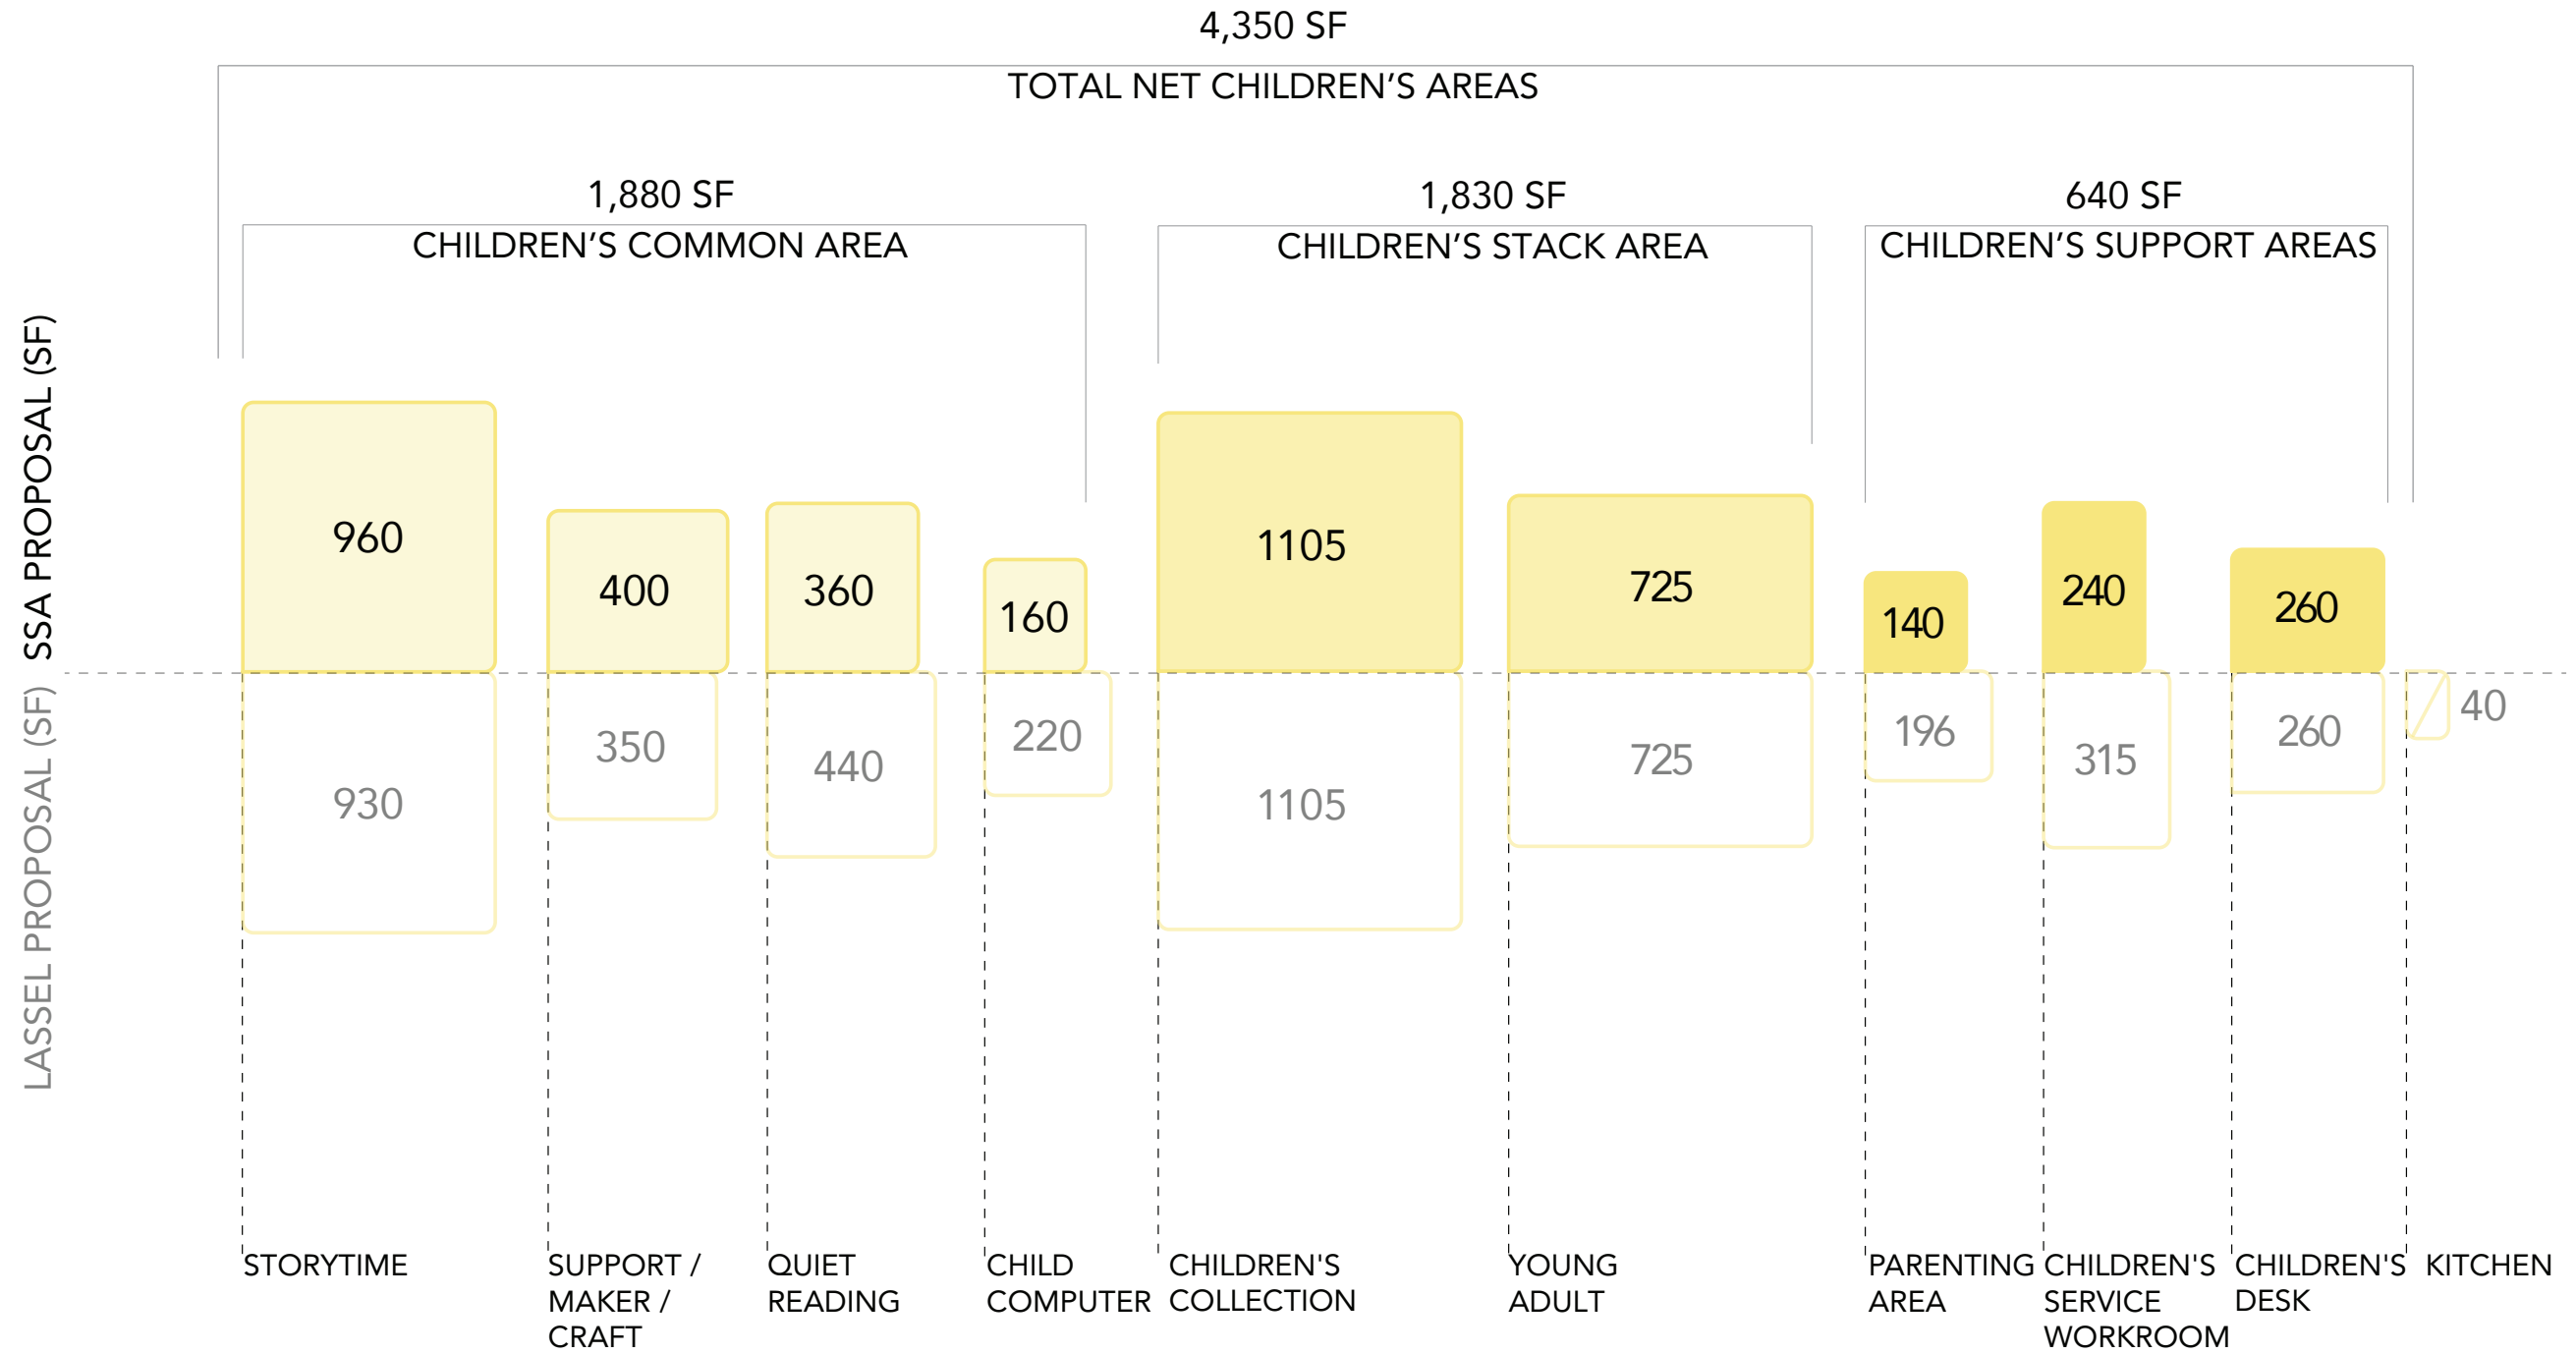 4,350 SF
TOTAL NET CHILDREN’S AREAS
1,880 SF
CHILDREN’S COMMON AREA
1,830 SF
CHILDREN’S STACK AREA
640 SF
CHILDREN’S SUPPORT AREAS
SSA PROPOSAL (SF)
960
400
360
160
1105
725
140
240
260
LASSEL PROPOSAL (SF)
930
350
440
220
1105
725
196
315
260
40
STORYTIME
SUPPORT /
MAKER /
CRAFT
QUIET
READING
CHILD
COMPUTER
CHILDREN'S
COLLECTION
YOUNG
ADULT
PARENTING
AREA
CHILDREN'S
SERVICE
WORKROOM
CHILDREN'S
DESK
KITCHEN